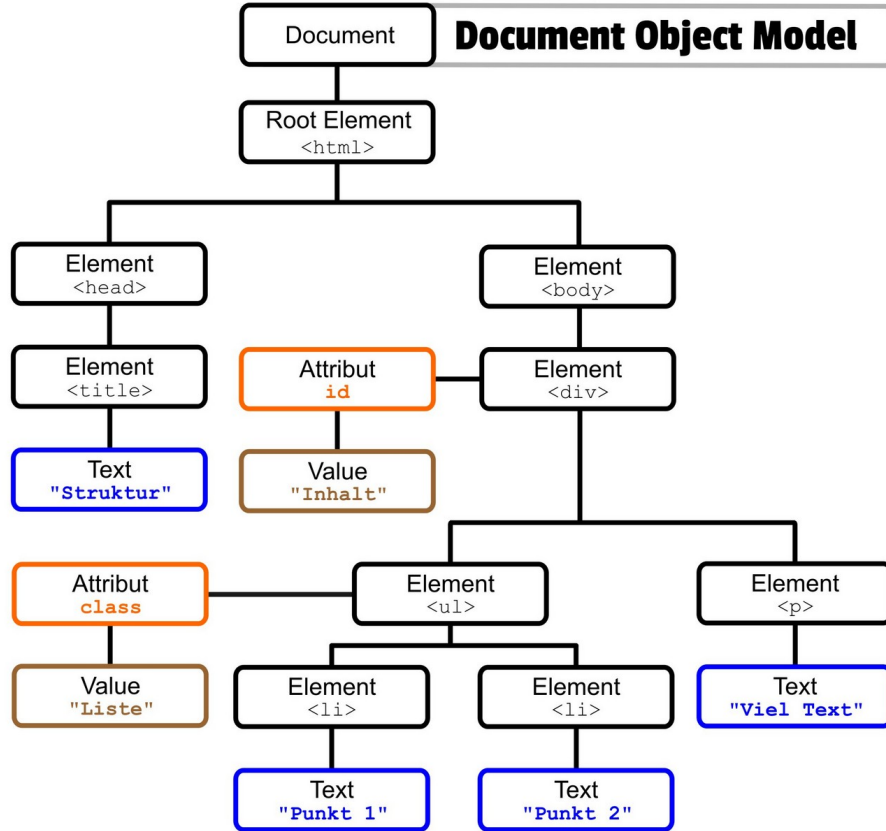 Document
Document Object Model
Root Element
<html>
Element
<head>
Element
<body>
Element
<title>
Attribut
id
Element
<div>
Text
"Struktur"
Value
"Inhalt"
Attribut
class
Element
<ul>
Element
<p>
Value
"Liste"
Element
<li>
Element
<li>
Text
"Viel Text"
Text
"Punkt 1"
Text
"Punkt 2"